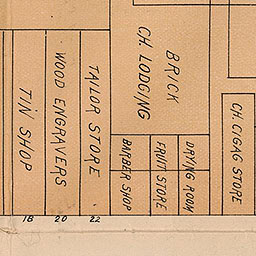 BRICK
CH. LODGING
TAILOR STORE
WOOD ENGRAVERS
TIN SHOP
BARBER SHOP
FRUIT STORE
DRYING ROOM
CH. CIGAG STORE
18 20 22